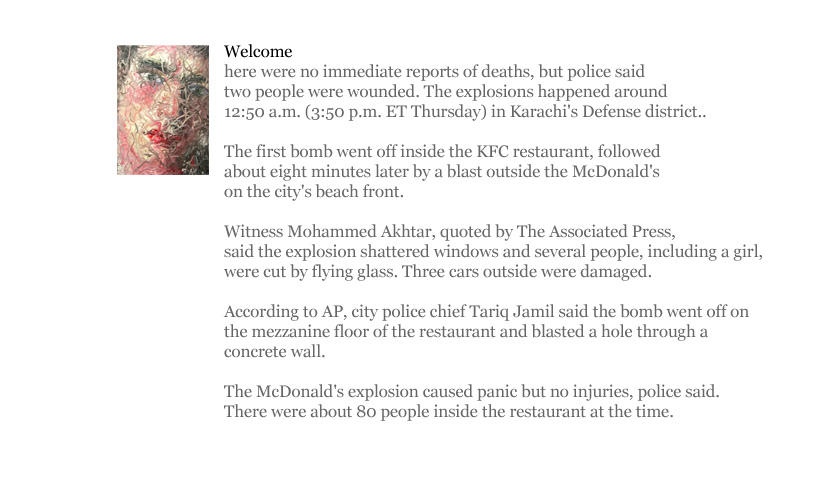 Welcome
here were no immediate reports of deaths, but police said
two people were wounded. The explosions happened around
12:50 a.m. (3:50 p.m. ET Thursday) in Karachi's Defense district..
The first bomb went off inside the KFC restaurant, followed
about eight minutes later by a blast outside the McDonald's
on the city's beach front.
Witness Mohammed Akhtar, quoted by The Associated Press,
said the explosion shattered windows and several people, including a girl,
were cut by flying glass. Three cars outside were damaged.
According to AP, city police chief Tariq Jamil said the bomb went off on
the mezzanine floor of the restaurant and blasted a hole through a
concrete wall.
The McDonald's explosion caused panic but no injuries, police said.
There were about 80 people inside the restaurant at the time.